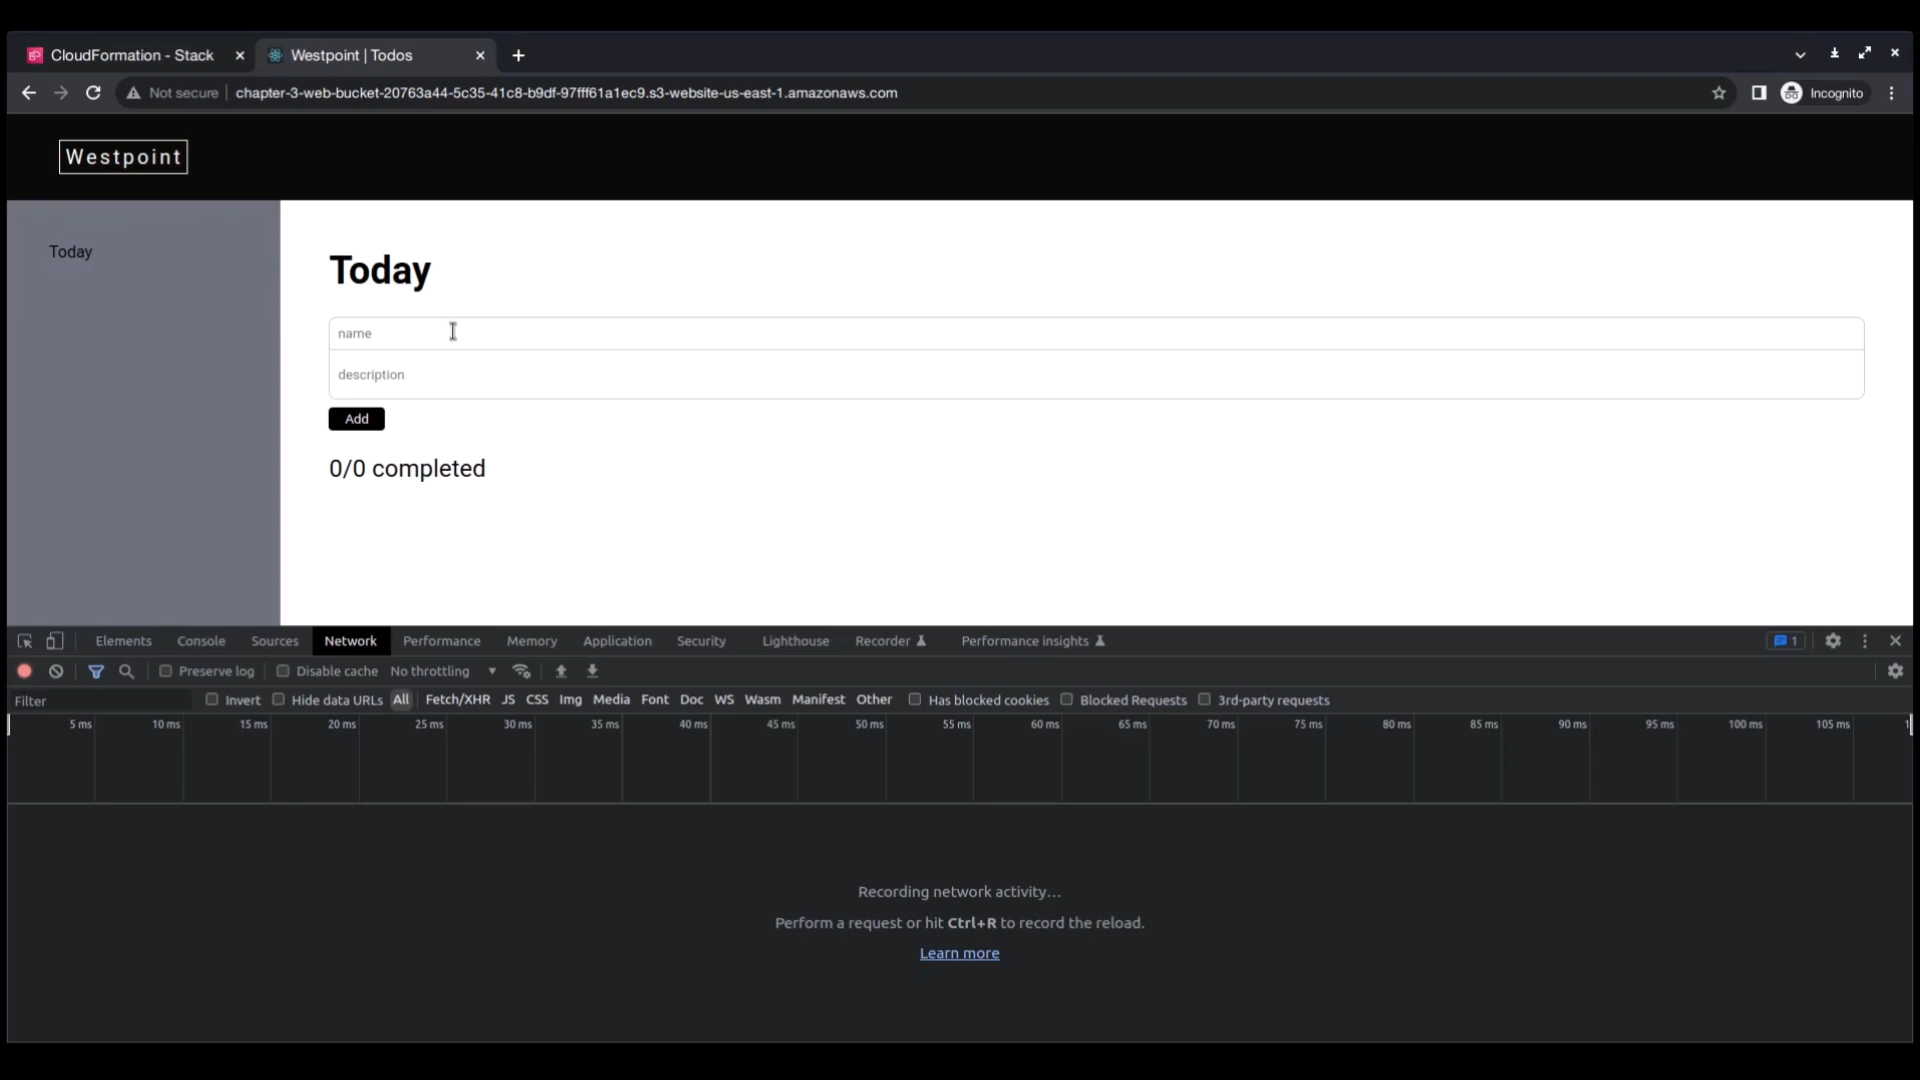 CloudFormation - Stack
Westpoint | Todos
Not secure
chapter-3-web-bucket-20763a44-5c35-41c8-b9df-97fff61a1ec9.s3-website-us-east-1.amazonaws.com
Incognito
Westpoint
Today
Today
name
description
Add
0/0 completed
Elements Console Sources Network Performance Memory Application Security Lighthouse Recorder Performance insights 1
Preserve log Disable cache No throttling
Filter Invert Hide data URLs All Fetch/XHR JS CSS Img Media Font Doc WS Wasm Manifest Other Has blocked cookies Blocked Requests 3rd-party requests
5 ms 10 ms 15 ms 20 ms 25 ms 30 ms 35 ms 40 ms 45 ms 50 ms 55 ms 60 ms 65 ms 70 ms 75 ms 80 ms 85 ms 90 ms 95 ms 100 ms 105 ms
Recording network activity…
Perform a request or hit Ctrl+R to record the reload.
Learn more